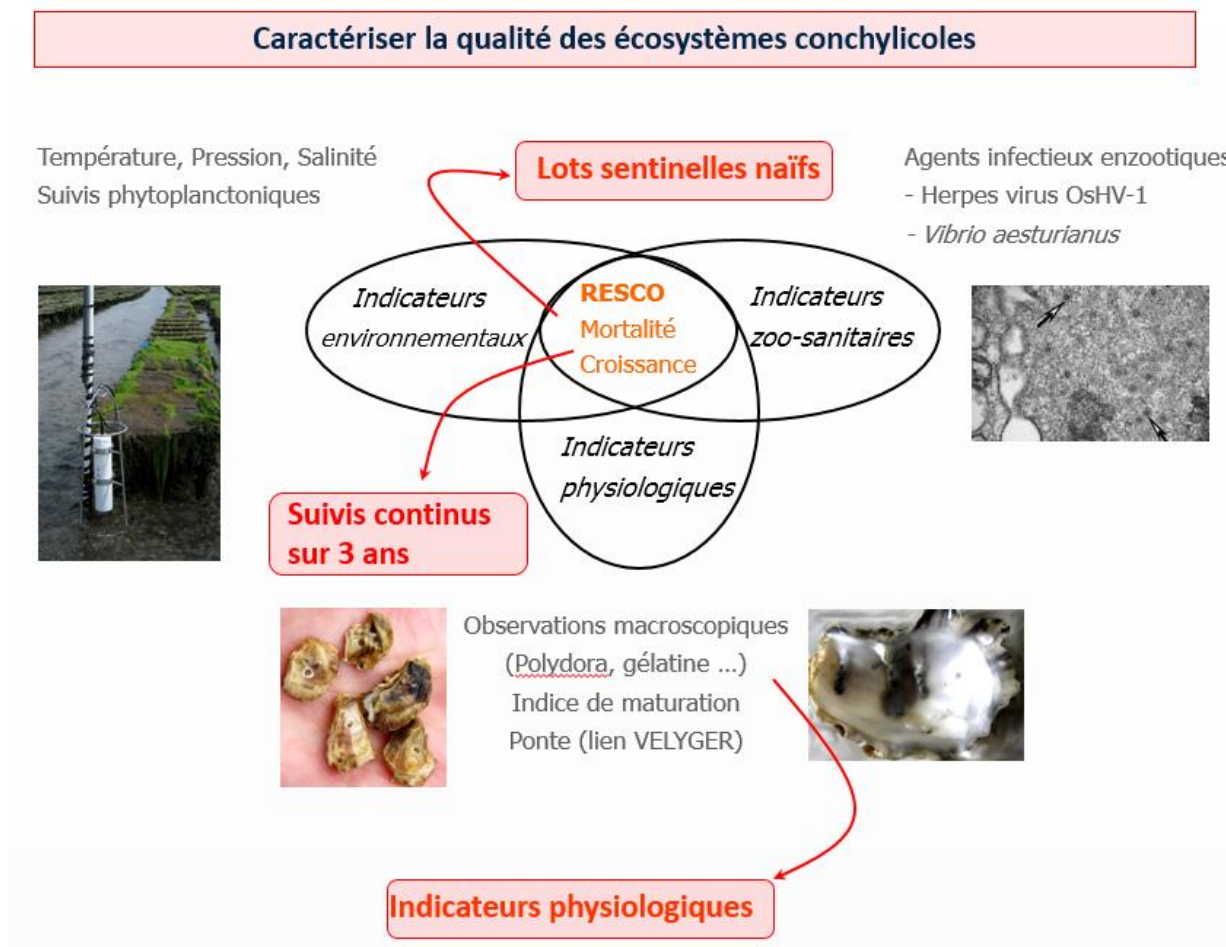 Caractériser la qualité des écosystèmes conchylicoles
Température, Pression, Salinité
Suivis phytoplanctoniques
Lots sentinelles naïfs
Agents infectieux enzootiques
- Herpes virus OsHV-1
- Vibrio aesturianus
Indicateurs
environnementaux
RESCO
Mortalité
Croissance
Indicateurs
zoo-sanitaires
Indicateurs
physiologiques
Suivis continus
sur 3 ans
Observations macroscopiques
(Polydora, gélatine ...)
Indice de maturation
Ponte (lien VELYGER)
Indicateurs physiologiques